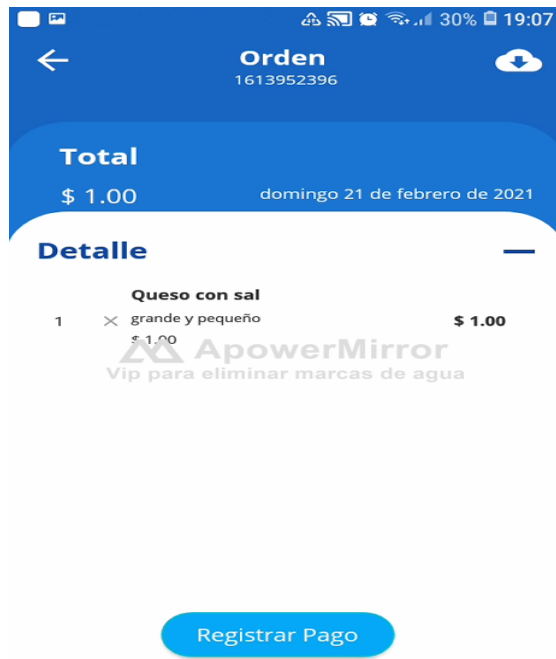 30% 19:07
Orden
1613952396
Total
$ 1.00 domingo 21 de febrero de 2021
Detalle
Queso con sal
1 × grande y pequeño $ 1.00
$ 1.00
ApowerMirror
Vip para eliminar marcas de agua
Registrar Pago